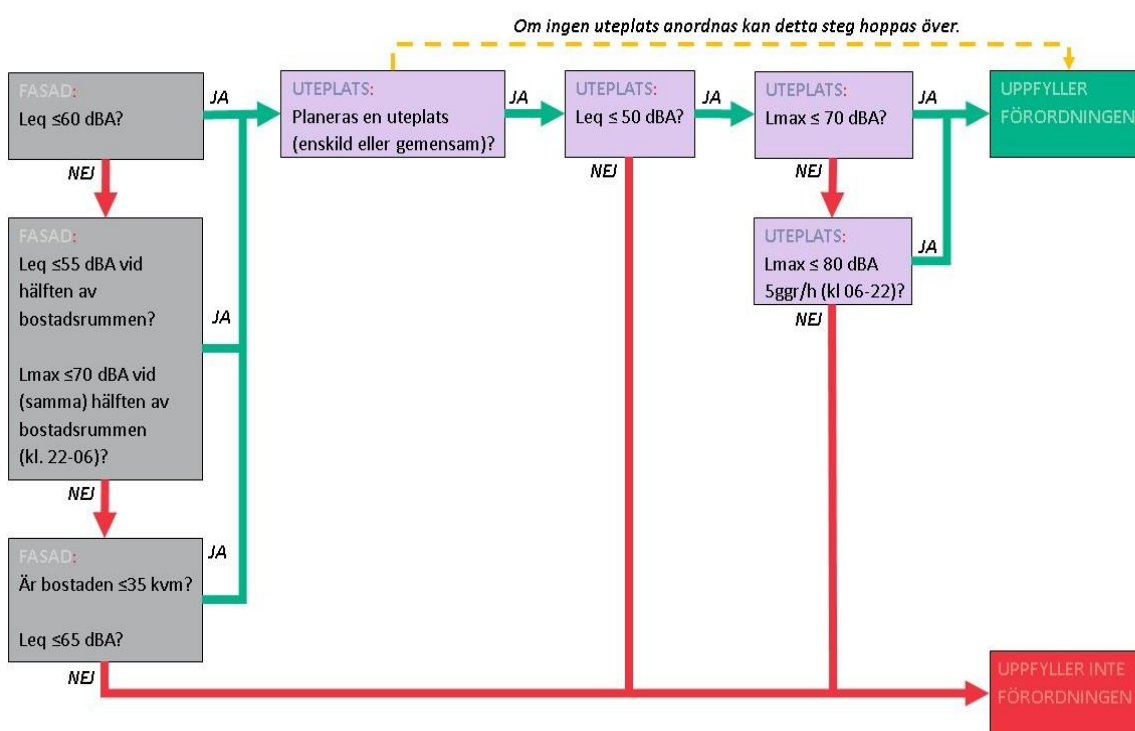 Om ingen uteplats anordnas kan detta steg hoppas över.
FASAD:
Leq ≤60 dBA?
JA
NEJ
UTEPLATS:
Planeras en uteplats
(enskild eller gemensam)?
JA
UTEPLATS:
Leq ≤ 50 dBA?
JA
NEJ
UTEPLATS:
Lmax ≤ 70 dBA?
JA
NEJ
UPPFYLLER
FÖRORDNINGEN
FASAD:
Leq ≤55 dBA vid
hälften av
bostadsrummen?
Lmax ≤70 dBA vid
(samma) hälften av
bostadsrummen
(kl. 22-06)?
JA
NEJ
UTEPLATS:
Lmax ≤ 80 dBA
5ggr/h (kl 06-22)?
JA
NEJ
FASAD:
Är bostaden ≤35 kvm?
Leq ≤65 dBA?
JA
NEJ
UPPFYLLER INTE
FÖRORDNINGEN